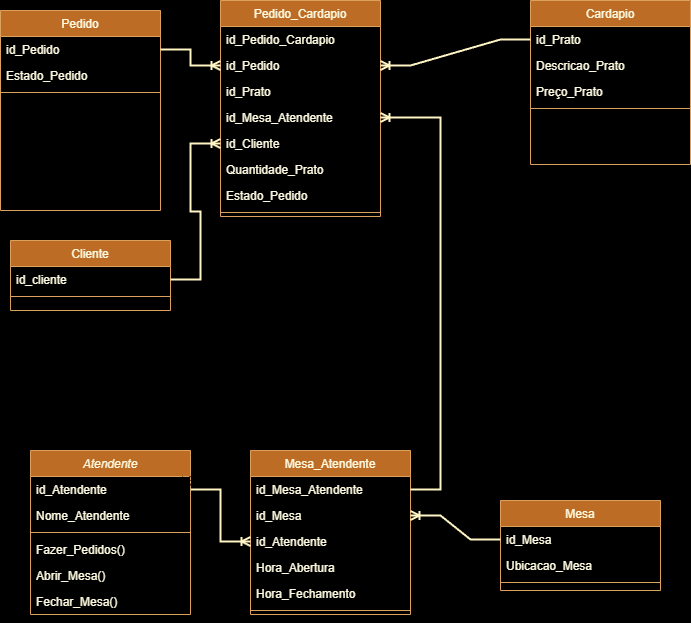 Pedido
id_Pedido
Estado_Pedido
Pedido_Cardapio
id_Pedido_Cardapio
id_Pedido
id_Prato
id_Mesa_Atendente
id_Cliente
Quantidade_Prato
Estado_Pedido
Cardapio
id_Prato
Descricao_Prato
Preço_Prato
Cliente
id_cliente
Atendente
id_Atendente
Nome_Atendente
Fazer_Pedidos()
Abrir_Mesa()
Fechar_Mesa()
Mesa_Atendente
id_Mesa_Atendente
id_Mesa
id_Atendente
Hora_Abertura
Hora_Fechamento
Mesa
id_Mesa
Ubicacao_Mesa